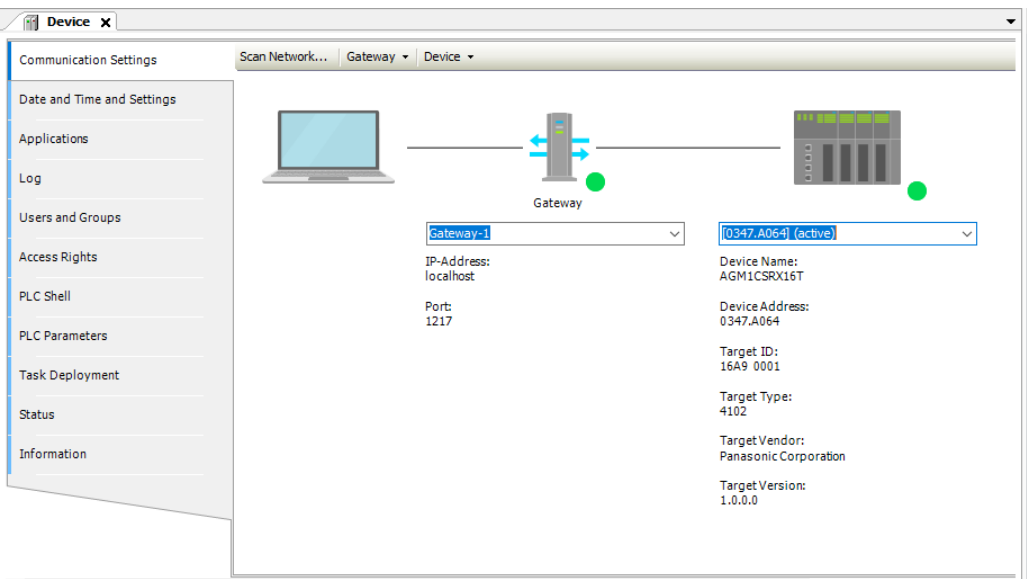 Device
Communication Settings
Date and Time and Settings
Applications
Log
Users and Groups
Access Rights
PLC Shell
PLC Parameters
Task Deployment
Status
Information
Scan Network... Gateway Device
Gateway
Gateway-1
IP-Address:
localhost
Port:
1217
[0347.A064] (active)
Device Name:
AGM1CSRX16T
Device Address:
0347.A064
Target ID:
16A9 0001
Target Type:
4102
Target Vendor:
Panasonic Corporation
Target Version:
1.0.0.0